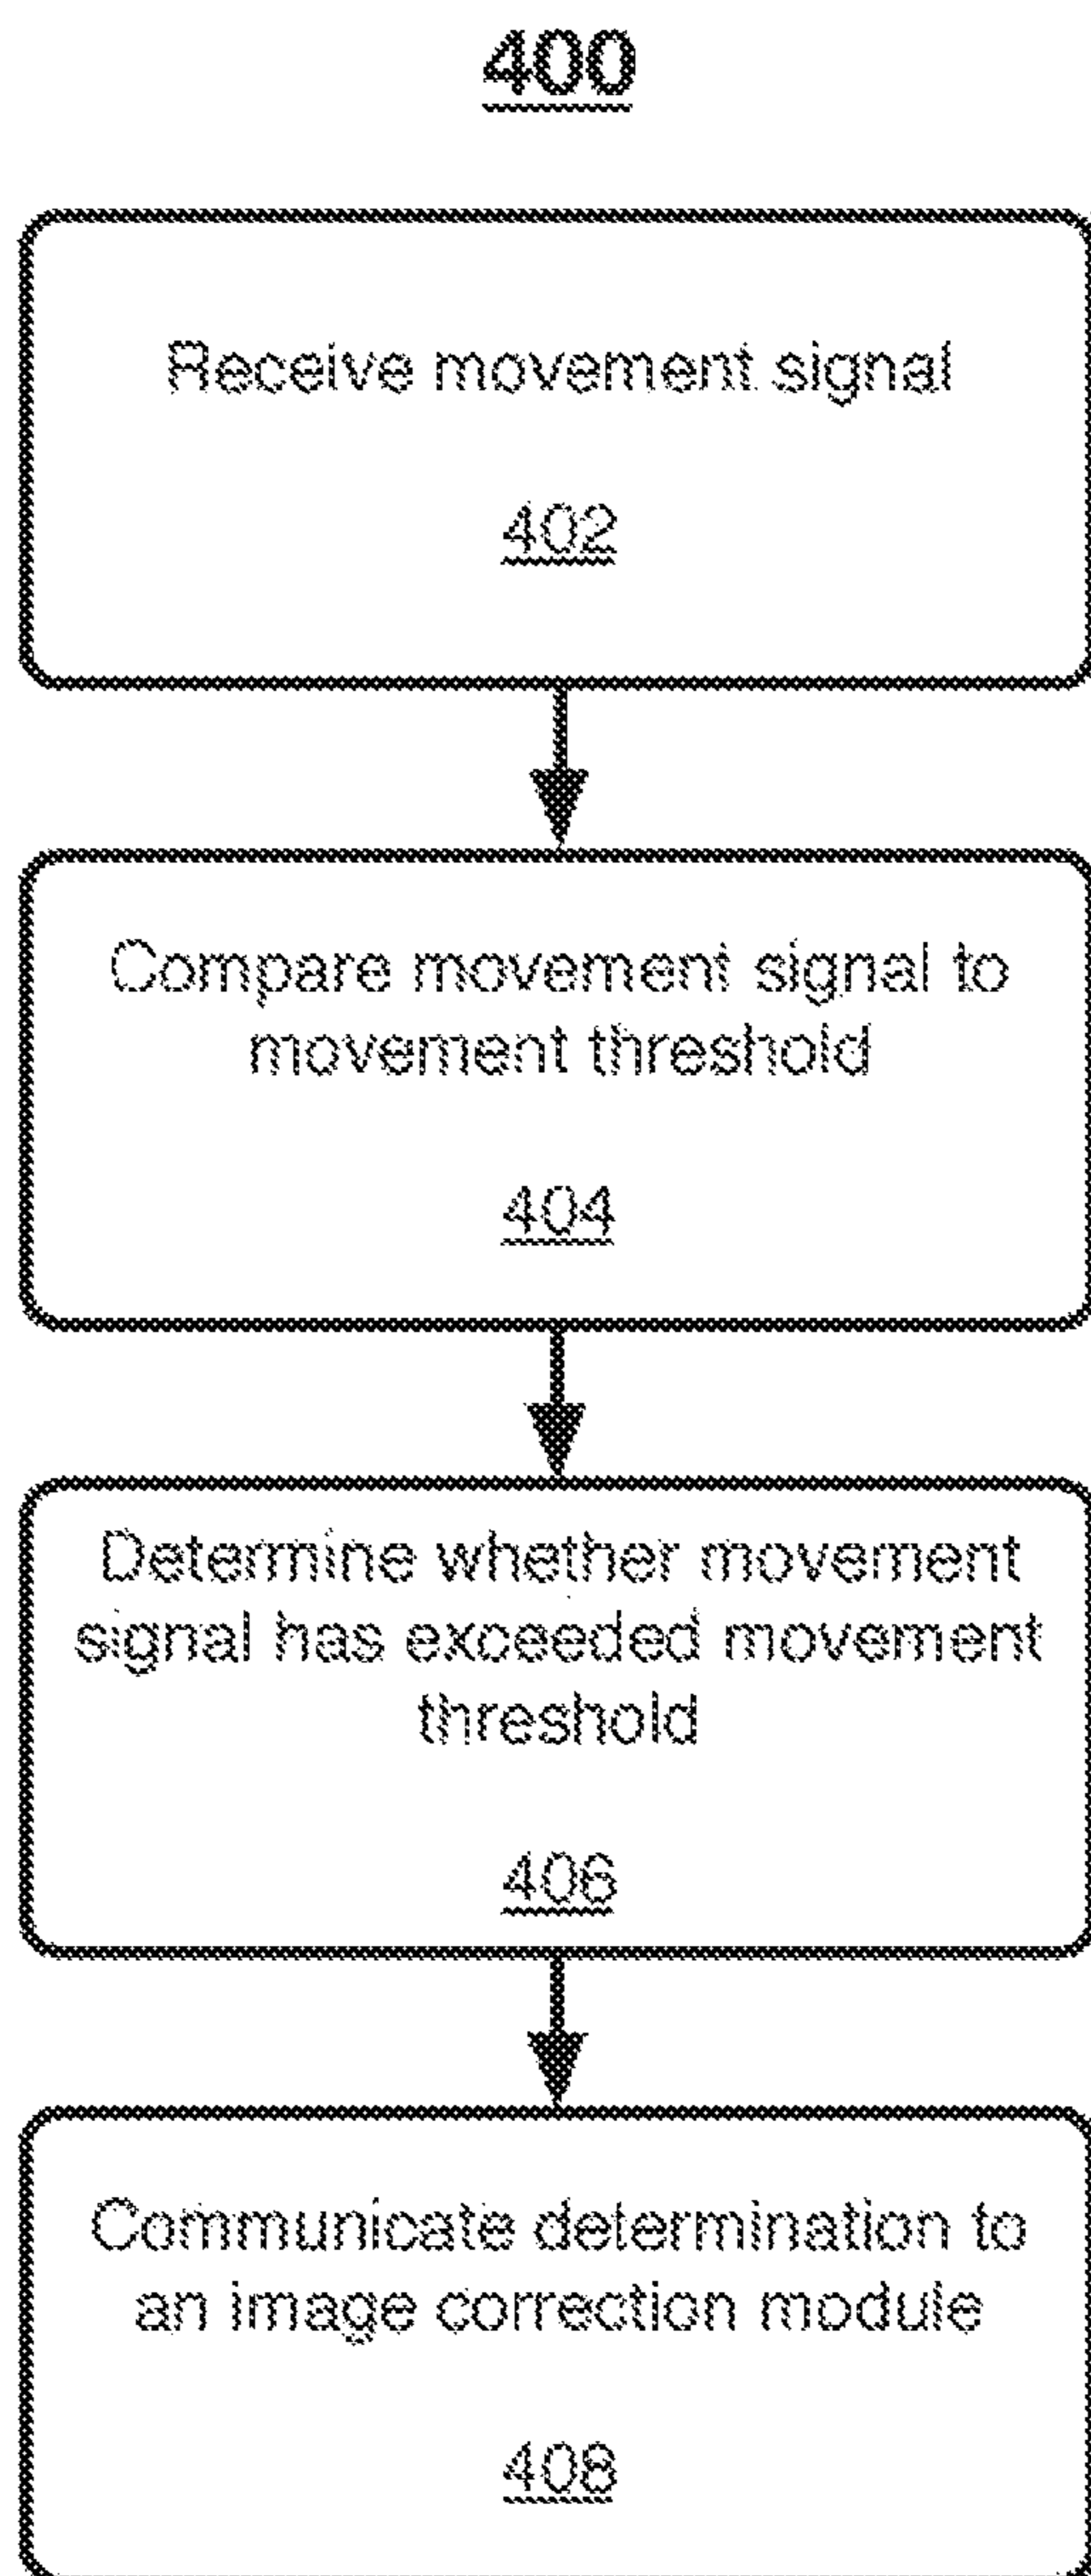 400
Receive movement signal
402
Compare movement signal to
movement threshold
404
Determine whether movement
signal has exceeded movement
threshold
406
Communicate determination to
an image correction module
408